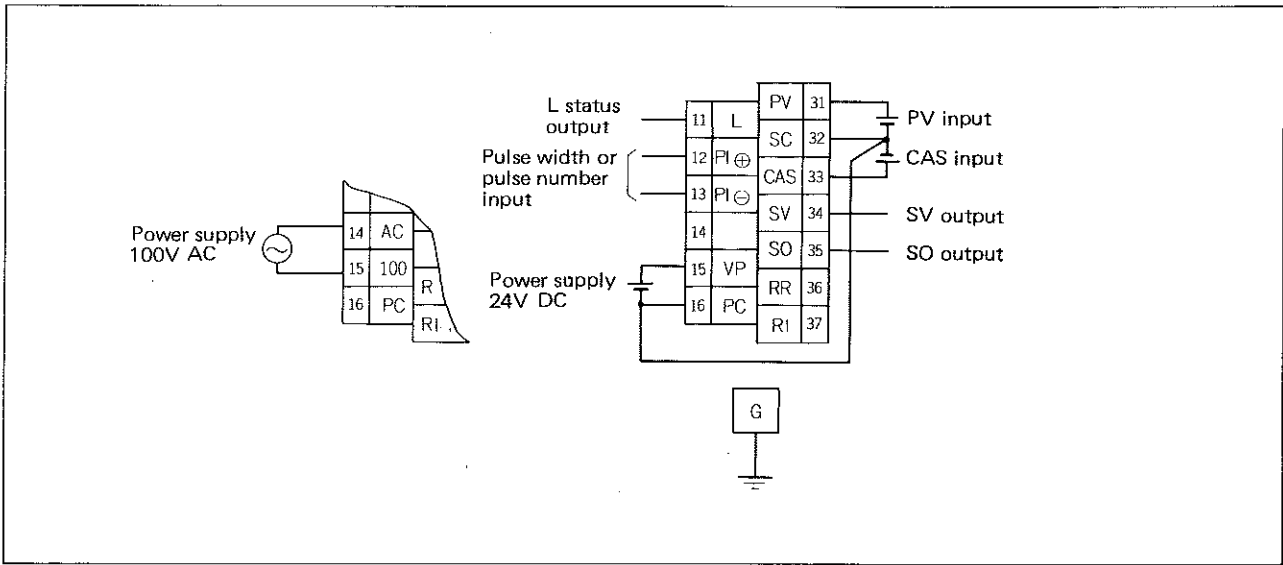 Power supply
100V AC
14 AC
15 100 R
16 PC RI
L status
output
Pulse width or
pulse number
input
Power supply
24V DC
11 L
12 PI ⊕
13 PI ⊖
14
15 VP
16 PC
PV 31
SC 32
CAS 33
SV 34
SO 35
RR 36
RI 37
PV input
CAS input
SV output
SO output
G